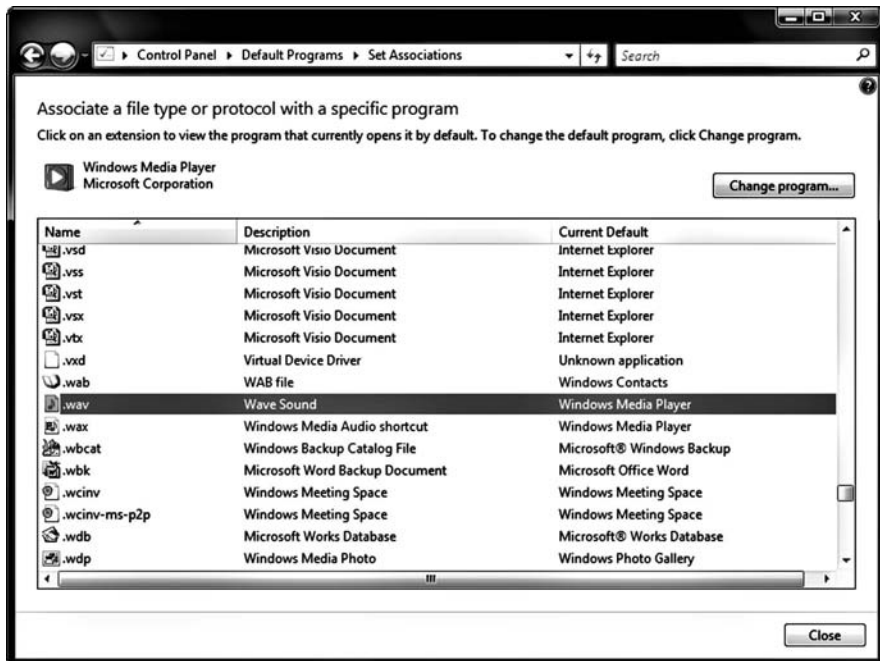 Control Panel ▸ Default Programs ▸ Set Associations
Search
Associate a file type or protocol with a specific program
Click on an extension to view the program that currently opens it by default. To change the default program, click Change program.
Windows Media Player
Microsoft Corporation
Change program...
Name Description Current Default
.vsd Microsoft Visio Document Internet Explorer
.vss Microsoft Visio Document Internet Explorer
.vst Microsoft Visio Document Internet Explorer
.vsx Microsoft Visio Document Internet Explorer
.vtx Microsoft Visio Document Internet Explorer
.vxd Virtual Device Driver Unknown application
.wab WAB file Windows Contacts
.wav Wave Sound Windows Media Player
.wax Windows Media Audio shortcut Windows Media Player
.wbcat Windows Backup Catalog File Microsoft® Windows Backup
.wbk Microsoft Word Backup Document Microsoft Office Word
.wcinv Windows Meeting Space Windows Meeting Space
.wcinv-ms-p2p Windows Meeting Space Windows Meeting Space
.wdb Microsoft Works Database Microsoft® Works Database
.wdp Windows Media Photo Windows Photo Gallery
Close